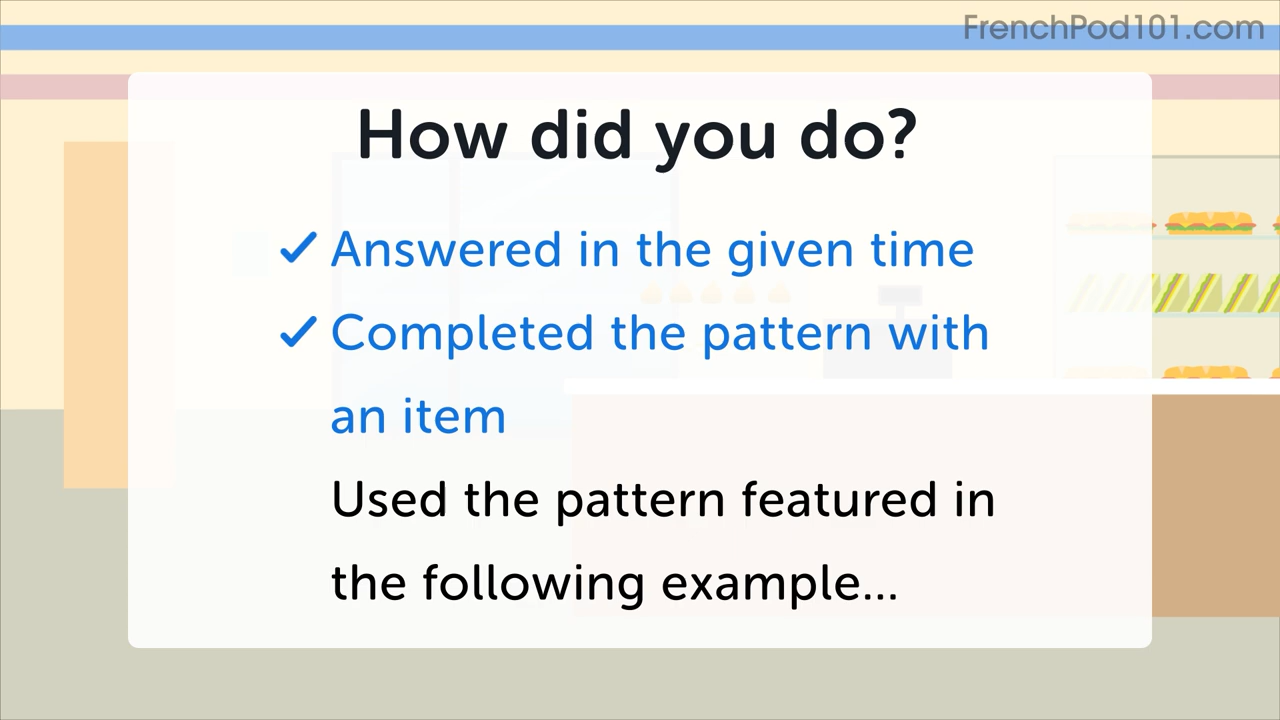 FrenchPod101.com
How did you do?
✓ Answered in the given time
✓ Completed the pattern with
an item
Used the pattern featured in
the following example...